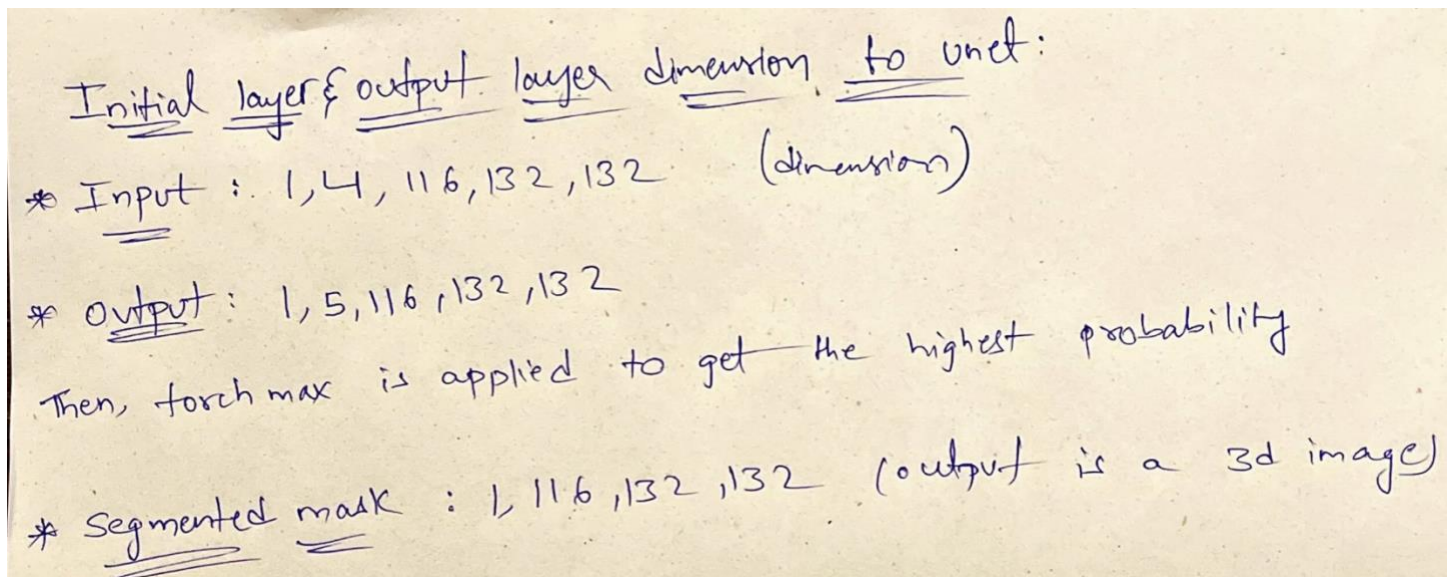 Initial layer & output layer dimension to unet:
* Input : 1,4, 116,132,132 (dimension)
* Output: 1,5,116,132,132
Then, torch max is applied to get the highest probability
* Segmented mask : 1, 116,132,132 (output is a 3d image)